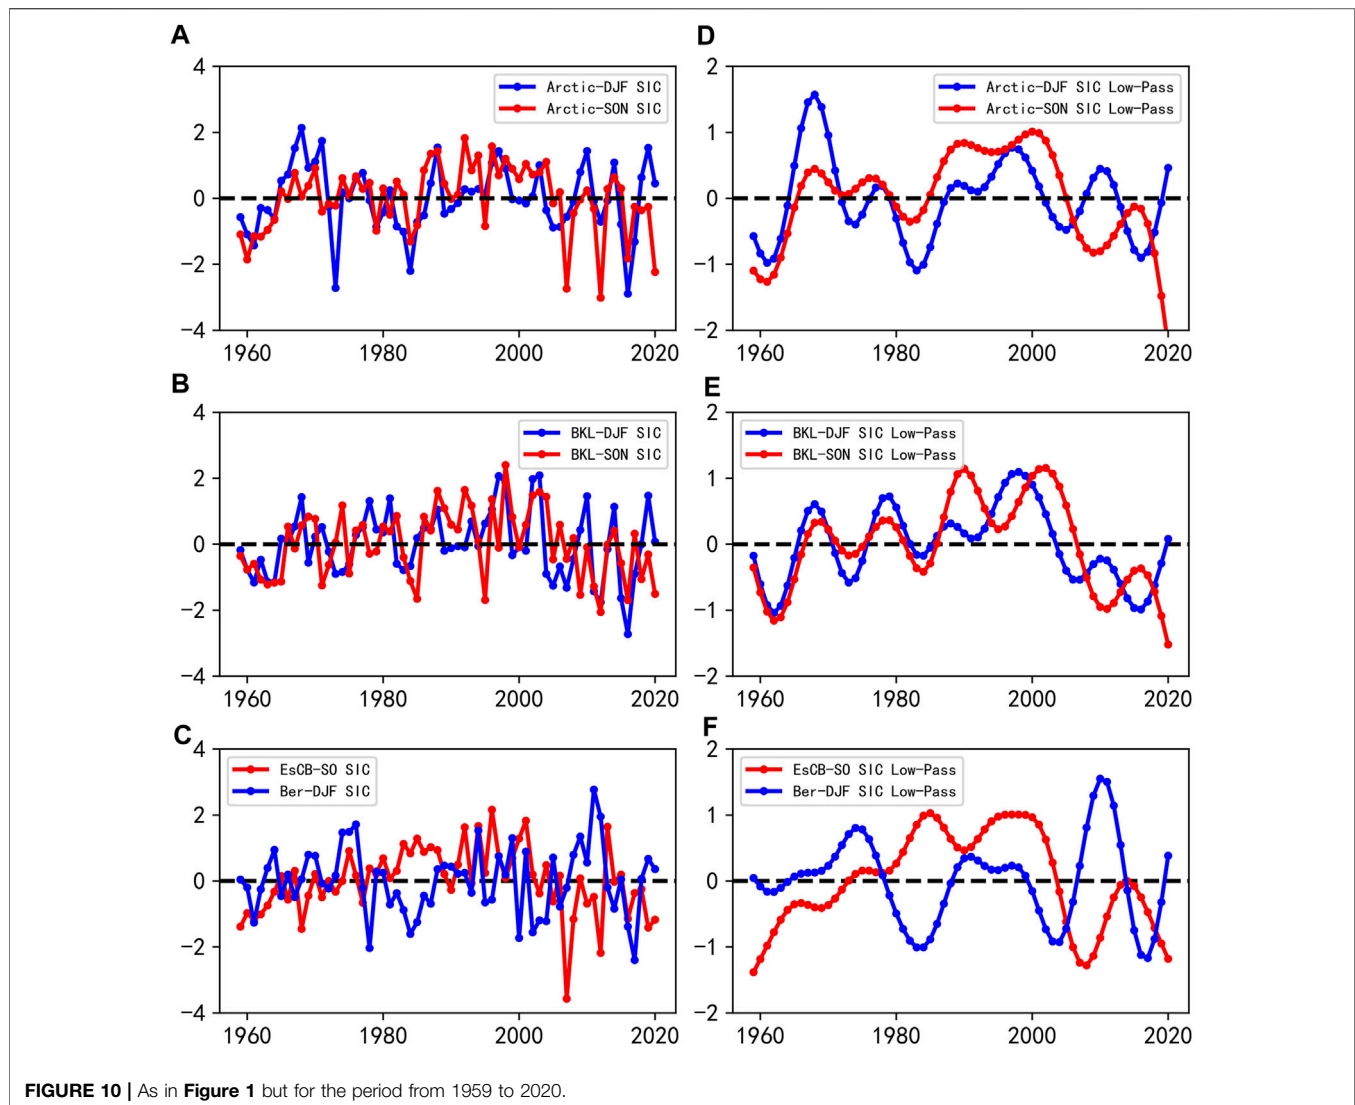 A
4
2
0
−2
−4
1960 1980 2000 2020
Arctic-DJF SIC
Arctic-SON SIC
D
2
1
0
−1
−2
1960 1980 2000 2020
Arctic-DJF SIC Low-Pass
Arctic-SON SIC Low-Pass
B
4
2
0
−2
−4
1960 1980 2000 2020
BKL-DJF SIC
BKL-SON SIC
E
2
1
0
−1
−2
1960 1980 2000 2020
BKL-DJF SIC Low-Pass
BKL-SON SIC Low-Pass
C
4
2
0
−2
−4
1960 1980 2000 2020
EsCB-SO SIC
Ber-DJF SIC
F
2
1
0
−1
−2
1960 1980 2000 2020
EsCB-SO SIC Low-Pass
Ber-DJF SIC Low-Pass
FIGURE 10 | As in Figure 1 but for the period from 1959 to 2020.